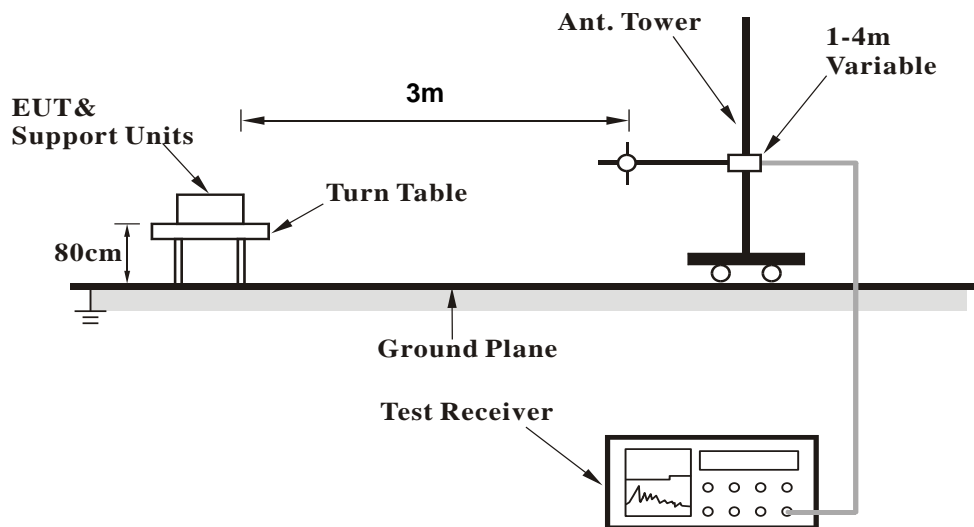 Ant. Tower
1-4m
Variable
3m
EUT&
Support Units
Turn Table
80cm
Ground Plane
Test Receiver